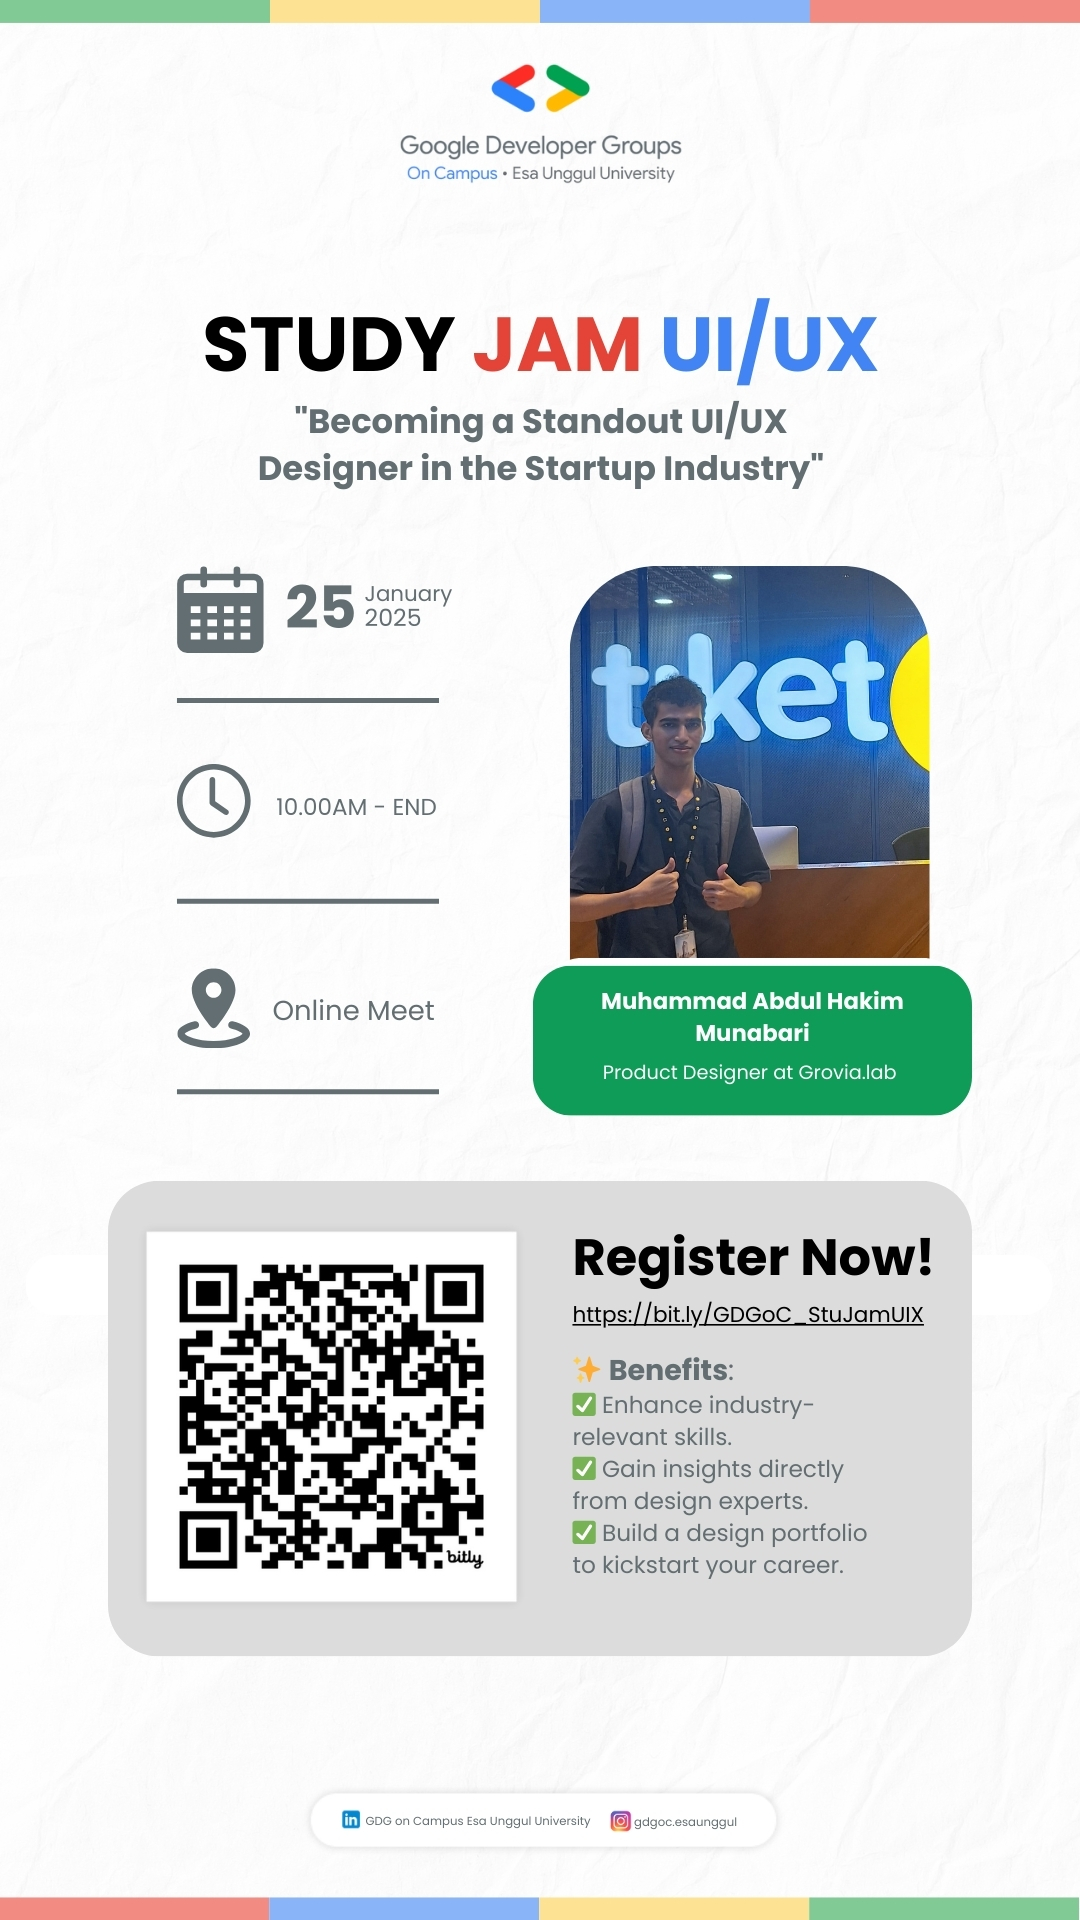 Google Developer Groups
On Campus • Esa Unggul University
STUDY JAM UI/UX
"Becoming a Standout UI/UX
Designer in the Startup Industry"
25 January
2025
10.00AM - END
Online Meet
tiket
Muhammad Abdul Hakim
Munabari
Product Designer at Grovia.lab
Register Now!
https://bit.ly/GDGoC_StuJamUIX
✨ Benefits:
✅ Enhance industry-
relevant skills.
✅ Gain insights directly
from design experts.
✅ Build a design portfolio
to kickstart your career.
bitly
in GDG on Campus Esa Unggul University
gdgoc.esaunggul